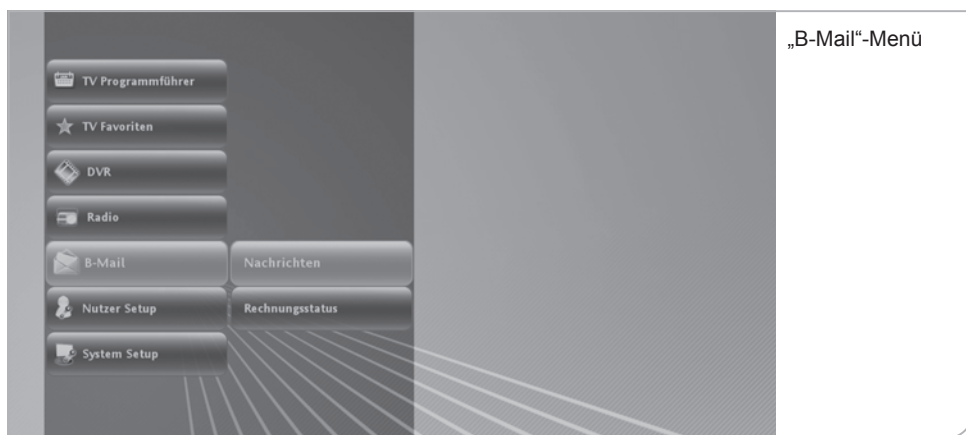 „B-Mail“-Menü
TV Programmführer
TV Favoriten
DVR
Radio
B-Mail
Nachrichten
Nutzer Setup
Rechnungsstatus
System Setup